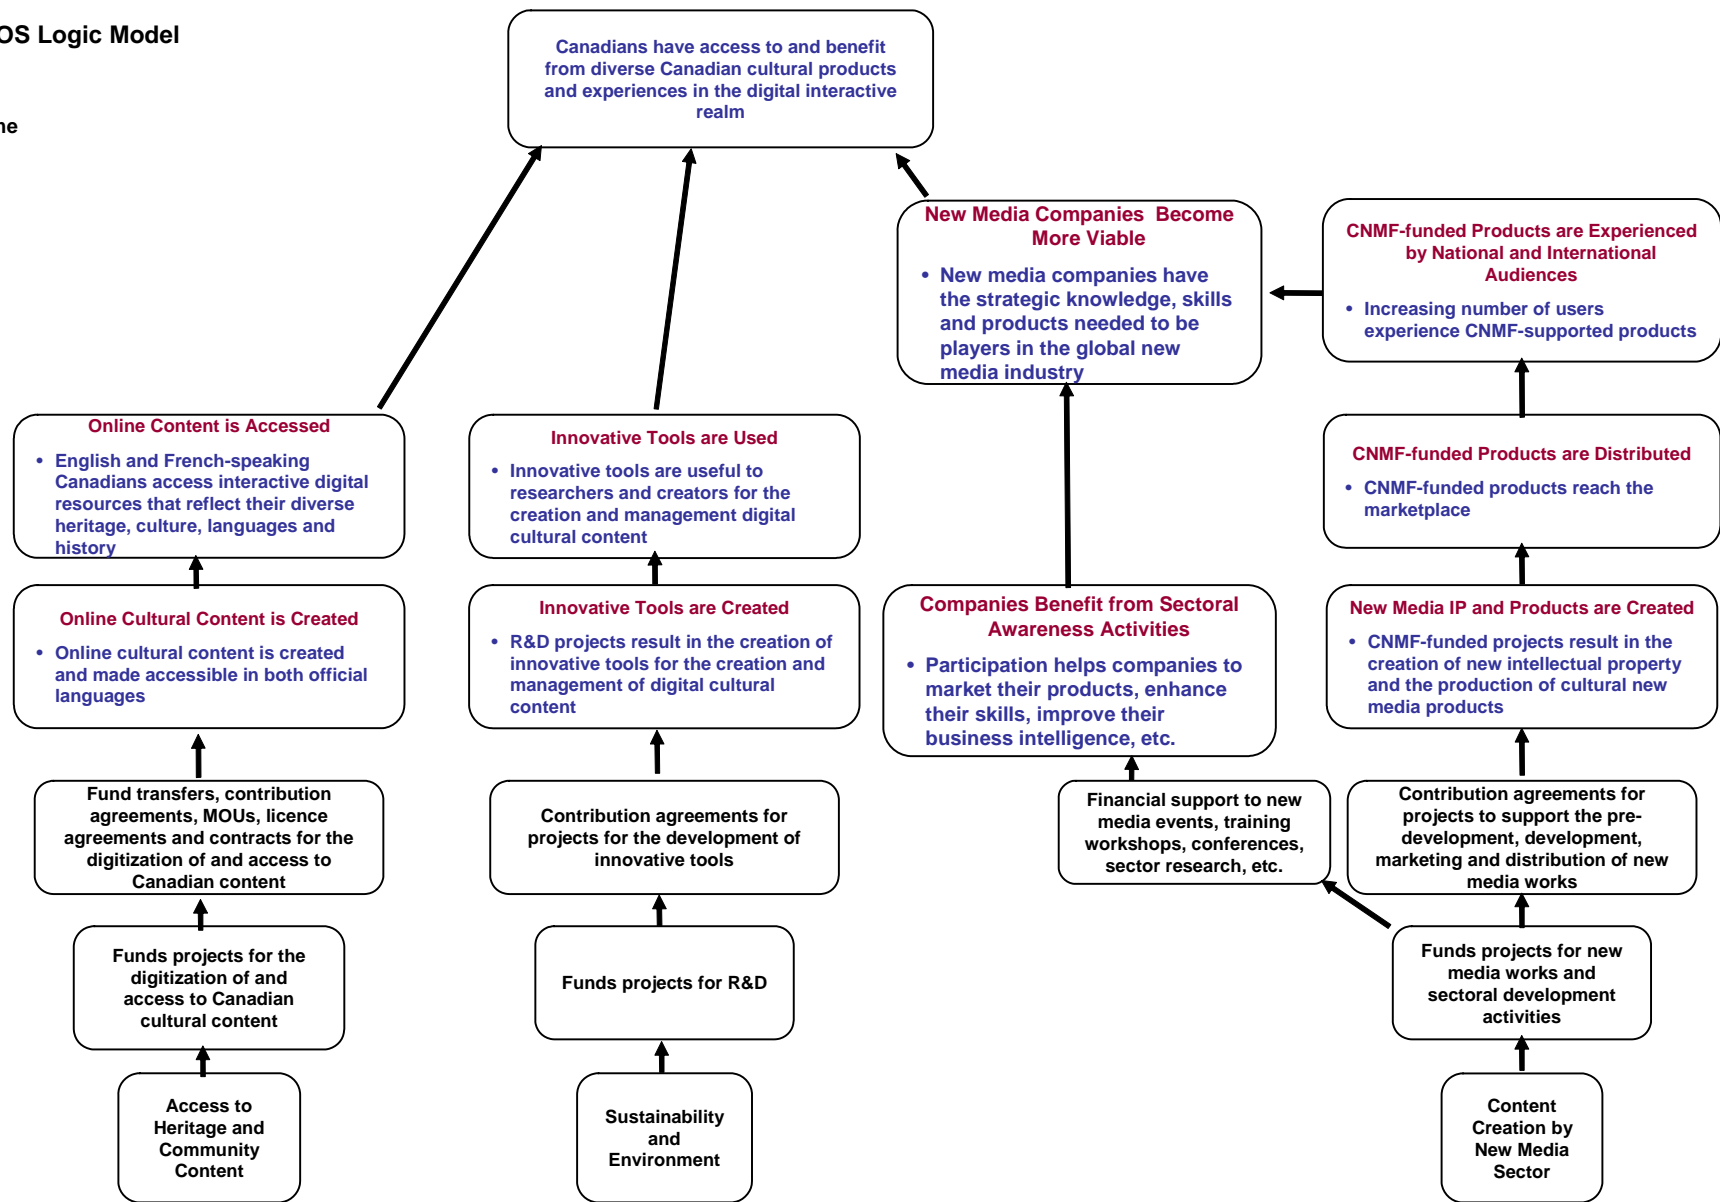 OS Logic Model
ne
Canadians have access to and benefit
from diverse Canadian cultural products
and experiences in the digital interactive
realm
New Media Companies Become
More Viable
• New media companies have
the strategic knowledge, skills
and products needed to be
players in the global new
media industry
CNMF-funded Products are Experienced
by National and International
Audiences
• Increasing number of users
experience CNMF-supported products
Online Content is Accessed
• English and French-speaking
Canadians access interactive digital
resources that reflect their diverse
heritage, culture, languages and
history
Innovative Tools are Used
• Innovative tools are useful to
researchers and creators for the
creation and management digital
cultural content
CNMF-funded Products are Distributed
• CNMF-funded products reach the
marketplace
Online Cultural Content is Created
• Online cultural content is created
and made accessible in both official
languages
Innovative Tools are Created
• R&D projects result in the creation of
innovative tools for the creation and
management of digital cultural
content
Companies Benefit from Sectoral
Awareness Activities
• Participation helps companies to
market their products, enhance
their skills, improve their
business intelligence, etc.
New Media IP and Products are Created
• CNMF-funded projects result in the
creation of new intellectual property
and the production of cultural new
media products
Fund transfers, contribution
agreements, MOUs, licence
agreements and contracts for the
digitization of and access to
Canadian content
Contribution agreements for
projects for the development of
innovative tools
Financial support to new
media events, training
workshops, conferences,
sector research, etc.
Contribution agreements for
projects to support the pre-
development, development,
marketing and distribution of new
media works
Funds projects for the
digitization of and
access to Canadian
cultural content
Funds projects for R&D
Funds projects for new
media works and
sectoral development
activities
Access to
Heritage and
Community
Content
Sustainability
and
Environment
Content
Creation by
New Media
Sector